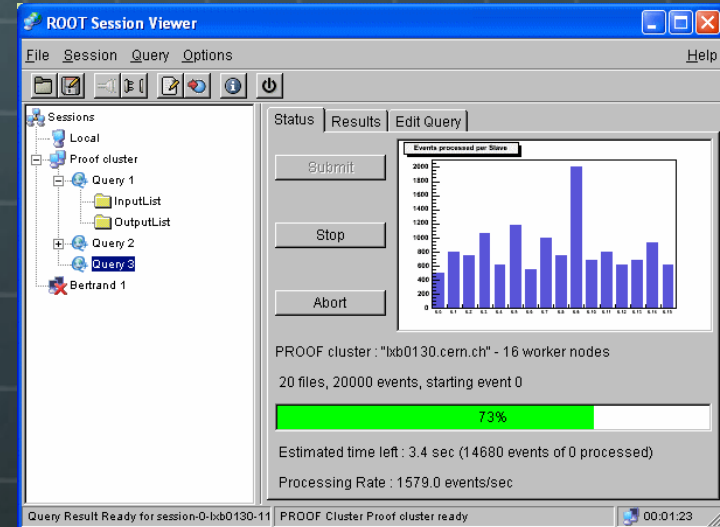 ROOT Session Viewer
File Session Query Options Help
Sessions
Local
Proof cluster
Query 1
InputList
OutputList
Query 2
Query 3
Bertrand 1
Status Results Edit Query
Submit
Stop
Abort
Events processed per Slave
2000
1800
1600
1400
1200
1000
800
600
400
200
0
PROOF cluster : "lxb0130.cern.ch" - 16 worker nodes
20 files, 20000 events, starting event 0
73%
Estimated time left : 3.4 sec (14680 events of 0 processed)
Processing Rate : 1579.0 events/sec
Query Result Ready for session-0-lxb0130-11 PROOF Cluster Proof cluster ready 00:01:23